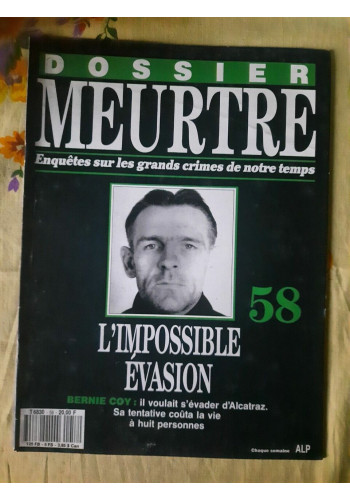 DOSSIER
MEURTRE
Enquêtes sur les grands crimes de notre temps
58
L'IMPOSSIBLE
ÉVASION
BERNIE COY : il voulait s'évader d'Alcatraz.
Sa tentative coûta la vie
à huit personnes
Chaque semaine ALP